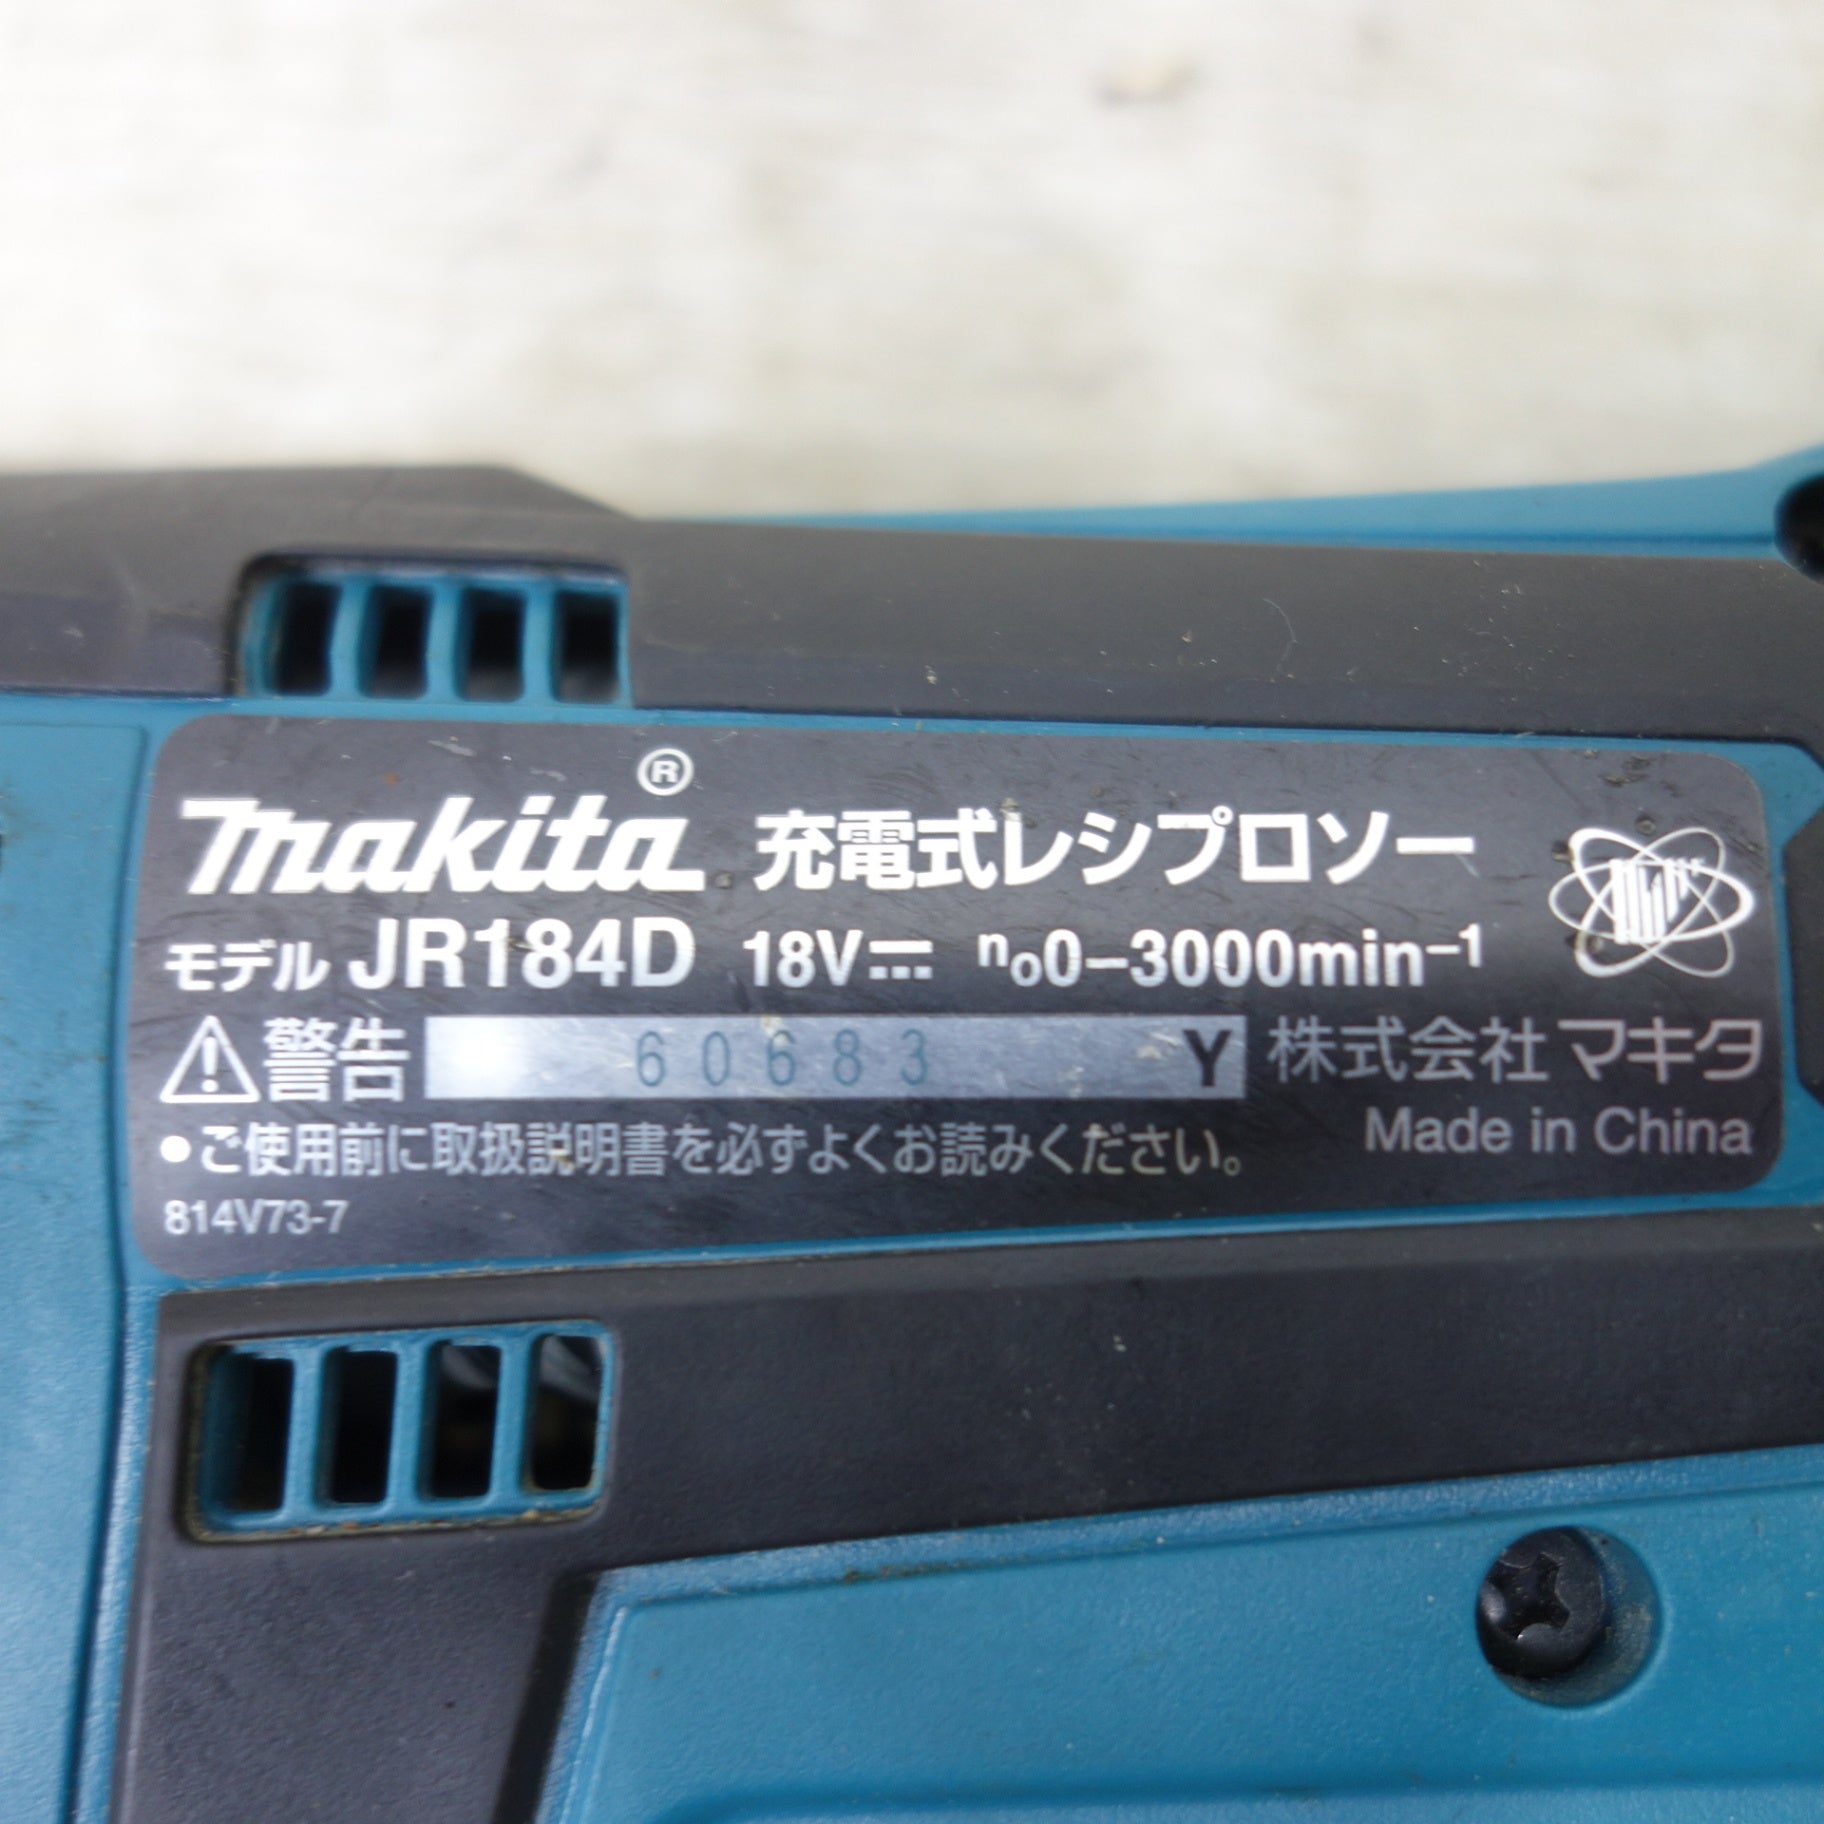 makita® 充電式レシプロソー
モデル JR184D 18V⎓ n₀0–3000min⁻¹
⚠警告 60683 Y 株式会社マキタ
●ご使用前に取扱説明書を必ずよくお読みください。 Made in China
814V73-7